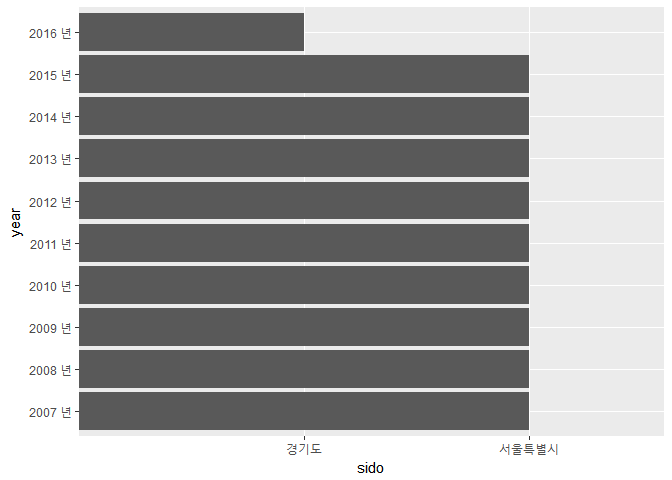 2016 년
2015 년
2014 년
2013 년
2012 년
2011 년
2010 년
2009 년
2008 년
2007 년
year
경기도 서울특별시
sido